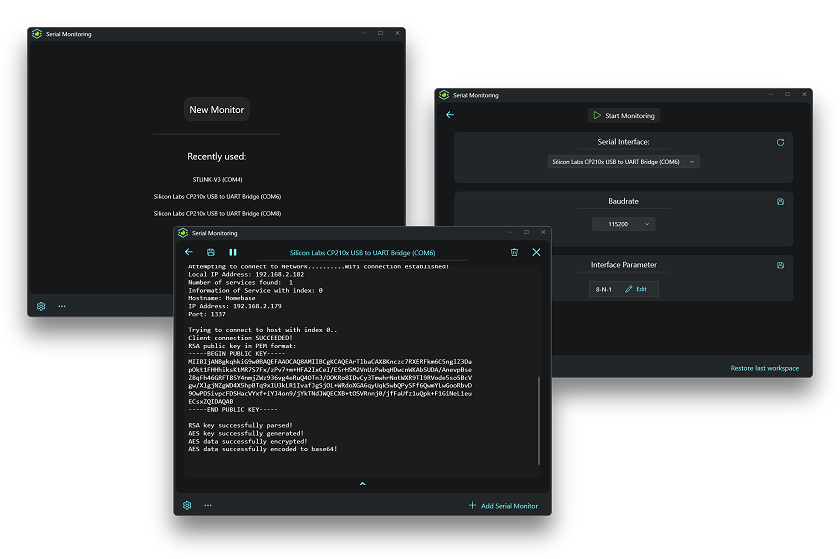 Serial Monitoring
New Monitor
Recently used:
STLINK-V3 (COM4)
Silicon Labs CP210x USB to UART Bridge (COM6)
Silicon Labs CP210x USB to UART Bridge (COM8)
Serial Monitoring
Start Monitoring
Serial Interface:
Silicon Labs CP210x USB to UART Bridge (COM6)
Baudrate
115200
Interface Parameter
8-N-1 Edit
Restore last workspace
Serial Monitoring
Silicon Labs CP210x USB to UART Bridge (COM6)
Attempting to connect to Network..........Wifi connection established!
Local IP Address: 192.168.2.182
Number of services found: 1
Information of Service with index: 0
Hostname: Homebase
IP Address: 192.168.2.179
Port: 1337
Trying to connect to host with index 0..
Client connection SUCCEEDED!
RSA public key in PEM format:
-----BEGIN PUBLIC KEY-----
-----END PUBLIC KEY-----
RSA key successfully parsed!
AES key successfully generated!
AES data successfully encrypted!
AES data successfully encoded to base64!
Add Serial Monitor